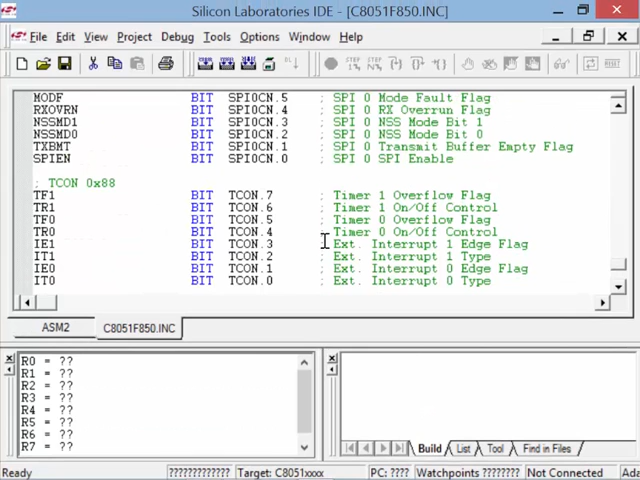 Silicon Laboratories IDE - [C8051F850.INC]
File Edit View Project Debug Tools Options Window Help
MODF BIT SPI0CN.5 ; SPI 0 Mode Fault Flag
RXOVRN BIT SPI0CN.4 ; SPI 0 RX Overrun Flag
NSSMD1 BIT SPI0CN.3 ; SPI 0 NSS Mode Bit 1
NSSMD0 BIT SPI0CN.2 ; SPI 0 NSS Mode Bit 0
TXBMT BIT SPI0CN.1 ; SPI 0 Transmit Buffer Empty Flag
SPIEN BIT SPI0CN.0 ; SPI 0 SPI Enable
; TCON 0x88
TF1 BIT TCON.7 ; Timer 1 Overflow Flag
TR1 BIT TCON.6 ; Timer 1 On/Off Control
TF0 BIT TCON.5 ; Timer 0 Overflow Flag
TR0 BIT TCON.4 ; Timer 0 On/Off Control
IE1 BIT TCON.3 ; Ext. Interrupt 1 Edge Flag
IT1 BIT TCON.2 ; Ext. Interrupt 1 Type
IE0 BIT TCON.1 ; Ext. Interrupt 0 Edge Flag
IT0 BIT TCON.0 ; Ext. Interrupt 0 Type
ASM2 C8051F850.INC
R0 = ??
R1 = ??
R2 = ??
R3 = ??
R4 = ??
R5 = ??
R6 = ??
R7 = ??
Build List Tool Find in Files
Ready ????????????? Target: C8051xxxx PC: ???? Watchpoints ???????? Not Connected Ada